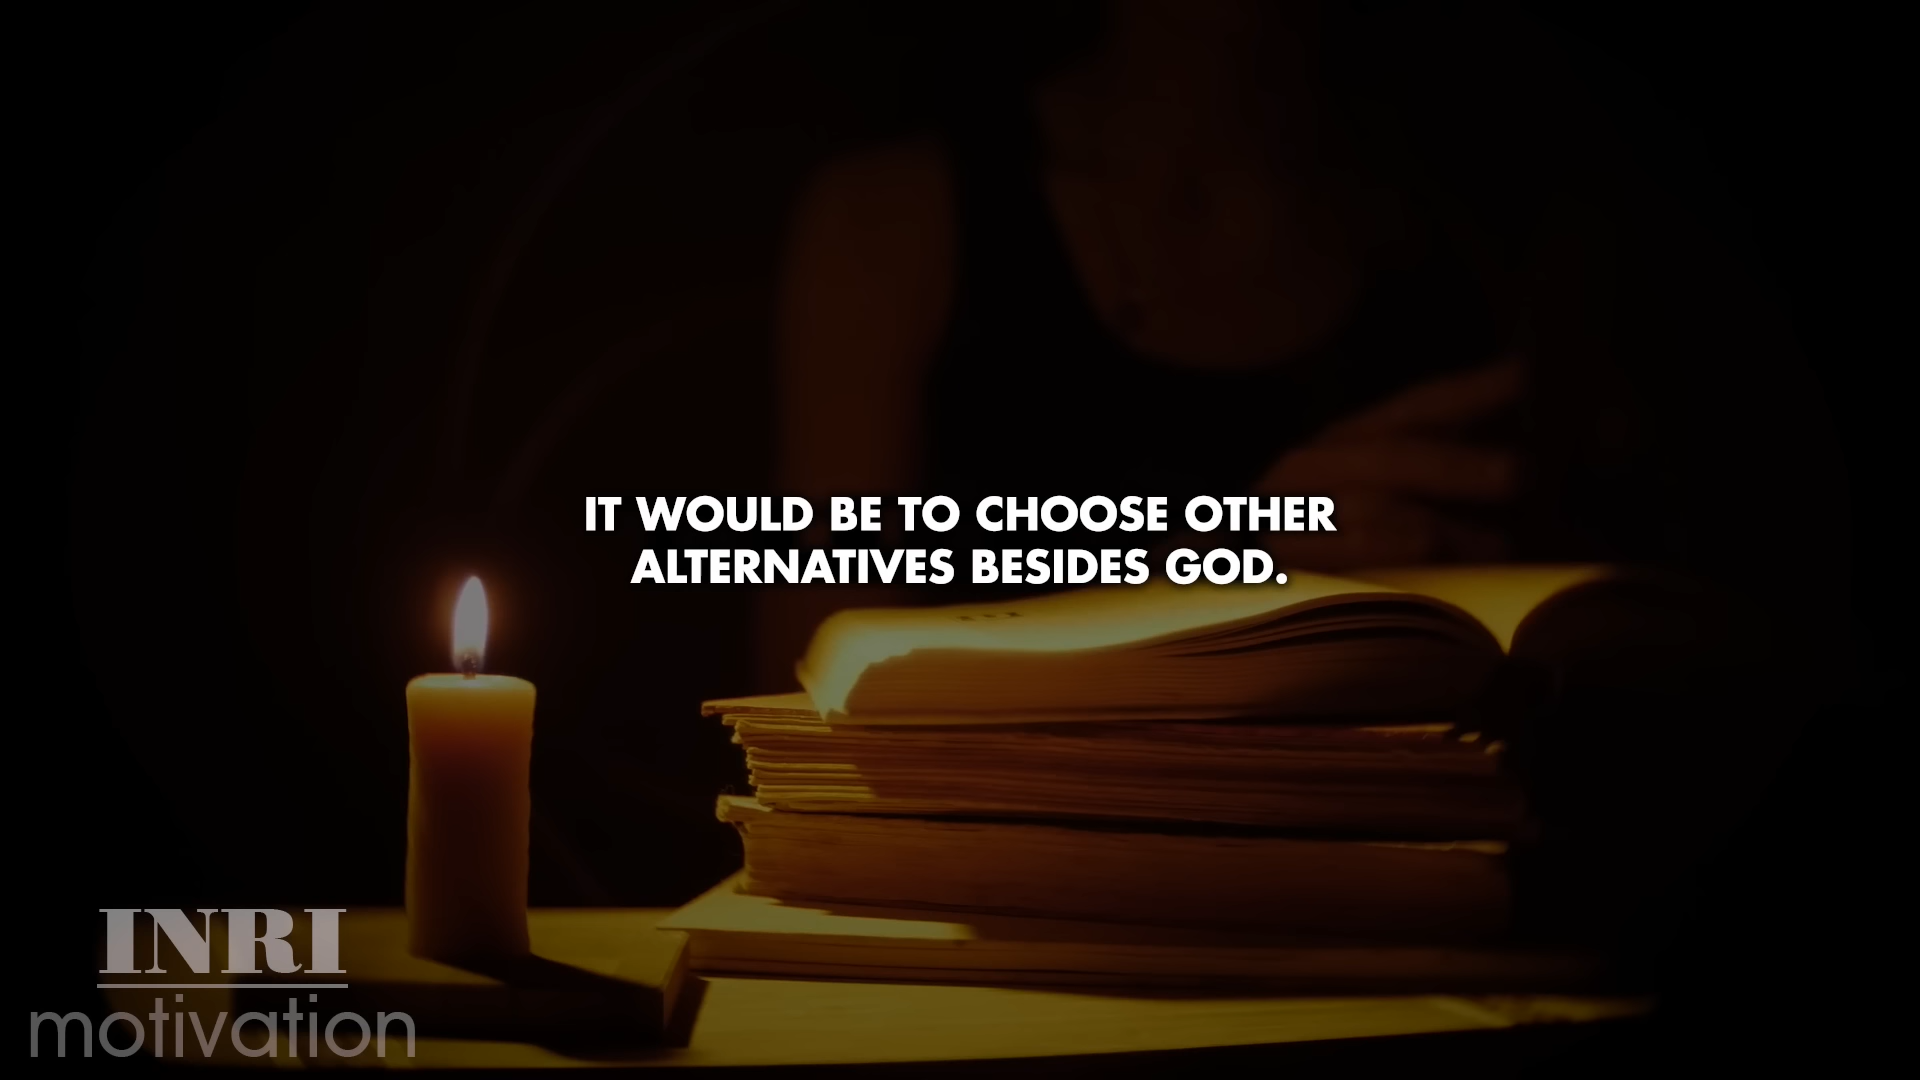 IT WOULD BE TO CHOOSE OTHER
ALTERNATIVES BESIDES GOD.
INRI
motivation